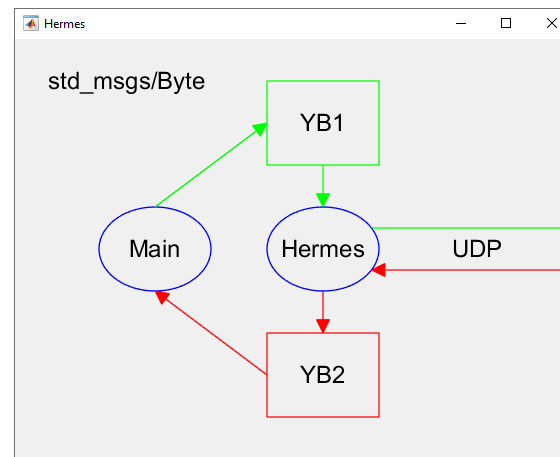 Hermes
std_msgs/Byte
YB1
Main
Hermes
UDP
YB2